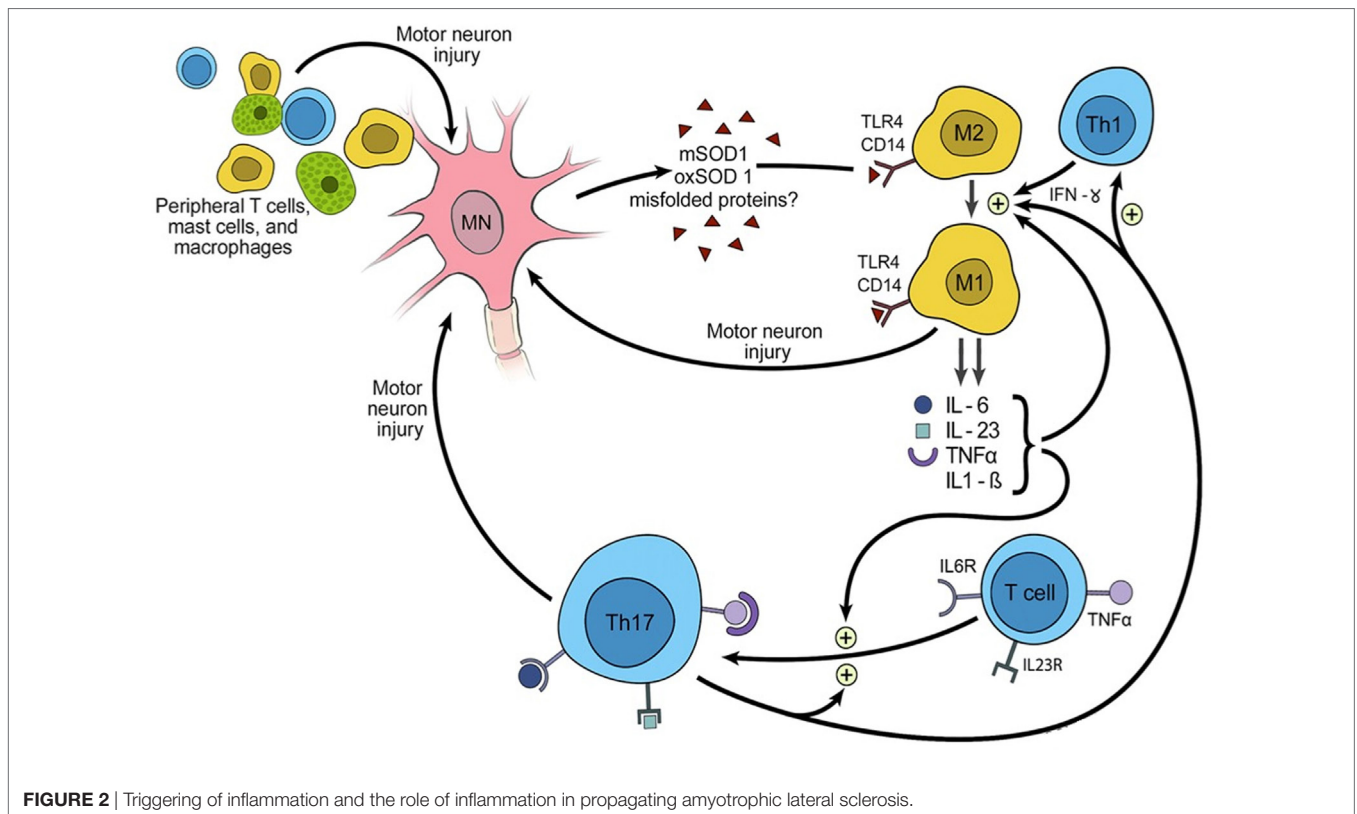 Motor neuron
injury
Peripheral T cells,
mast cells, and
macrophages
MN
mSOD1
oxSOD 1
misfolded proteins?
TLR4
CD14
M2
Th1
+
IFN - ɣ
+
TLR4
CD14
M1
Motor neuron
injury
IL - 6
IL - 23
TNFα
IL1 - ß
Motor
neuron
injury
Th17
+
+
IL6R
T cell
TNFα
IL23R
FIGURE 2 | Triggering of inflammation and the role of inflammation in propagating amyotrophic lateral sclerosis.